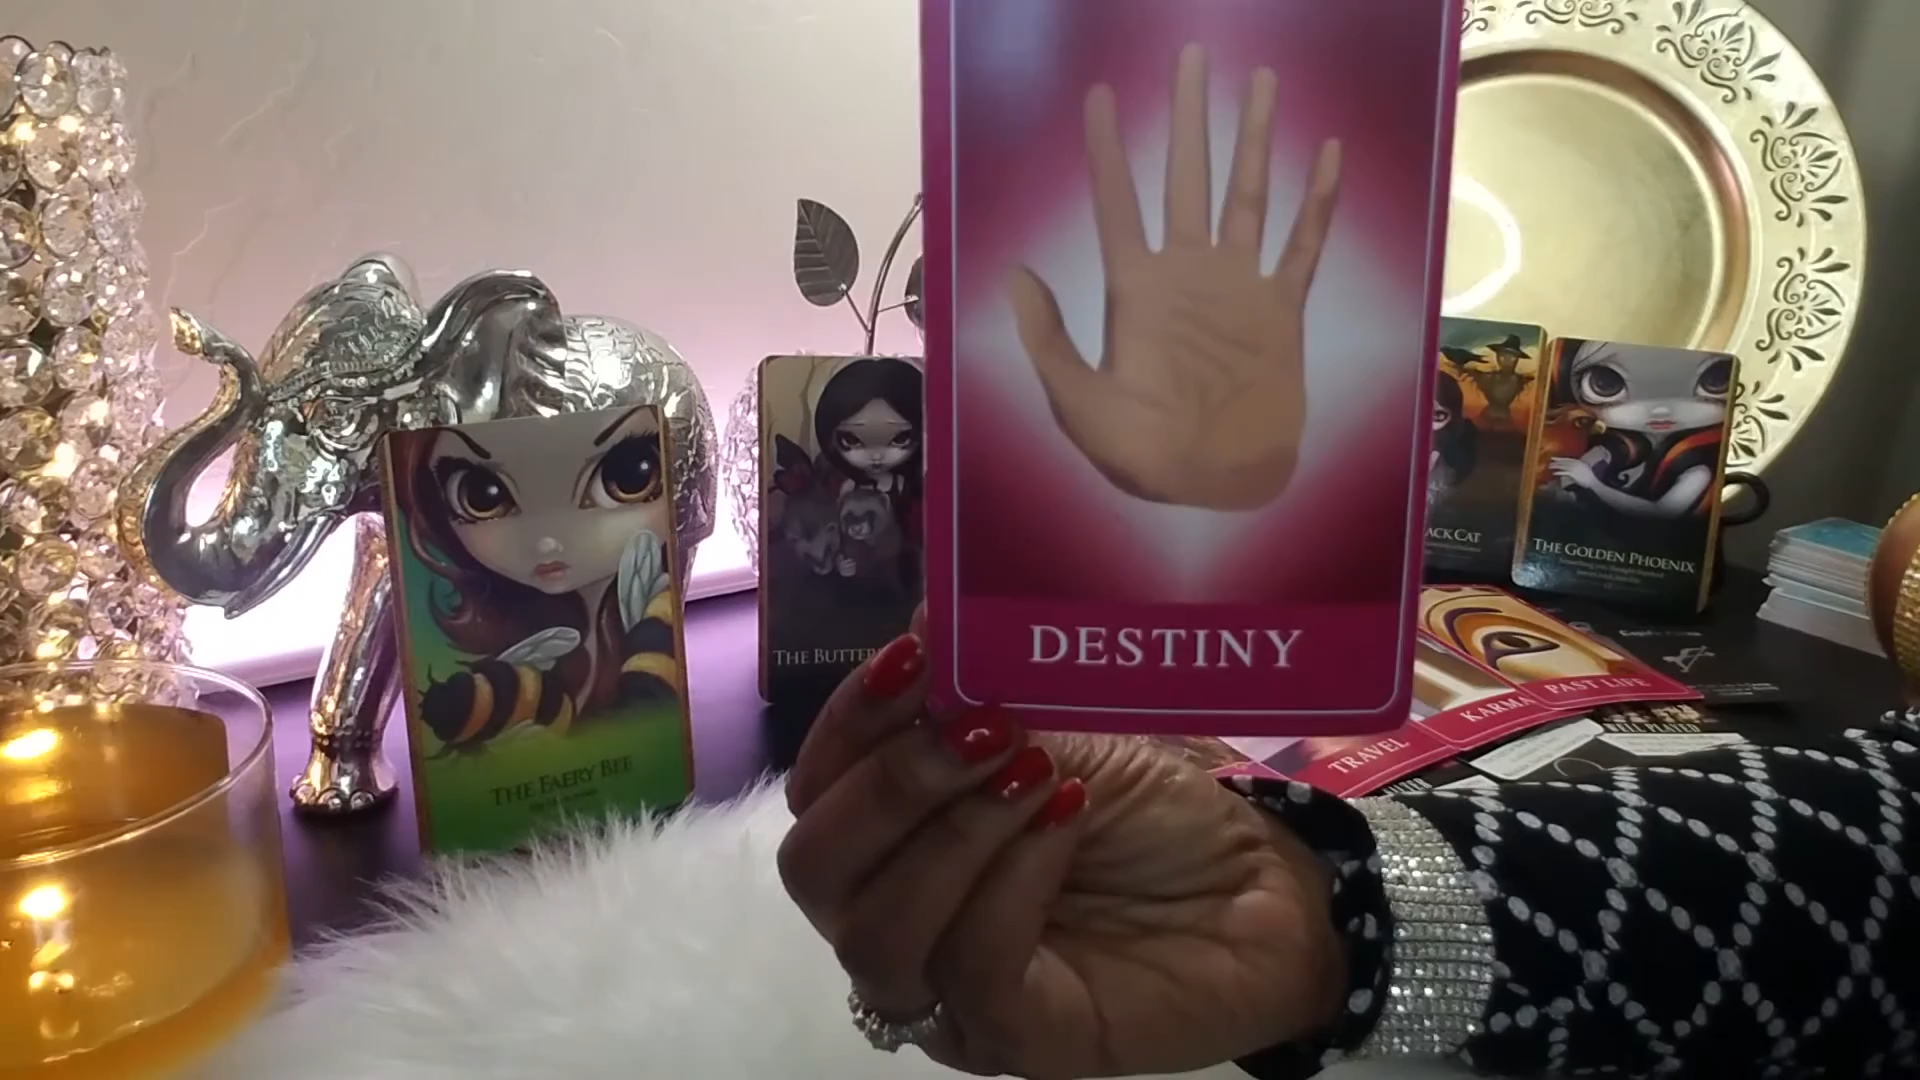 DESTINY
THE BUTTER
ACK CAT
THE GOLDEN PHOENIX
PAST LIFE
KARMA
TRAVEL
THE FAERY BEE